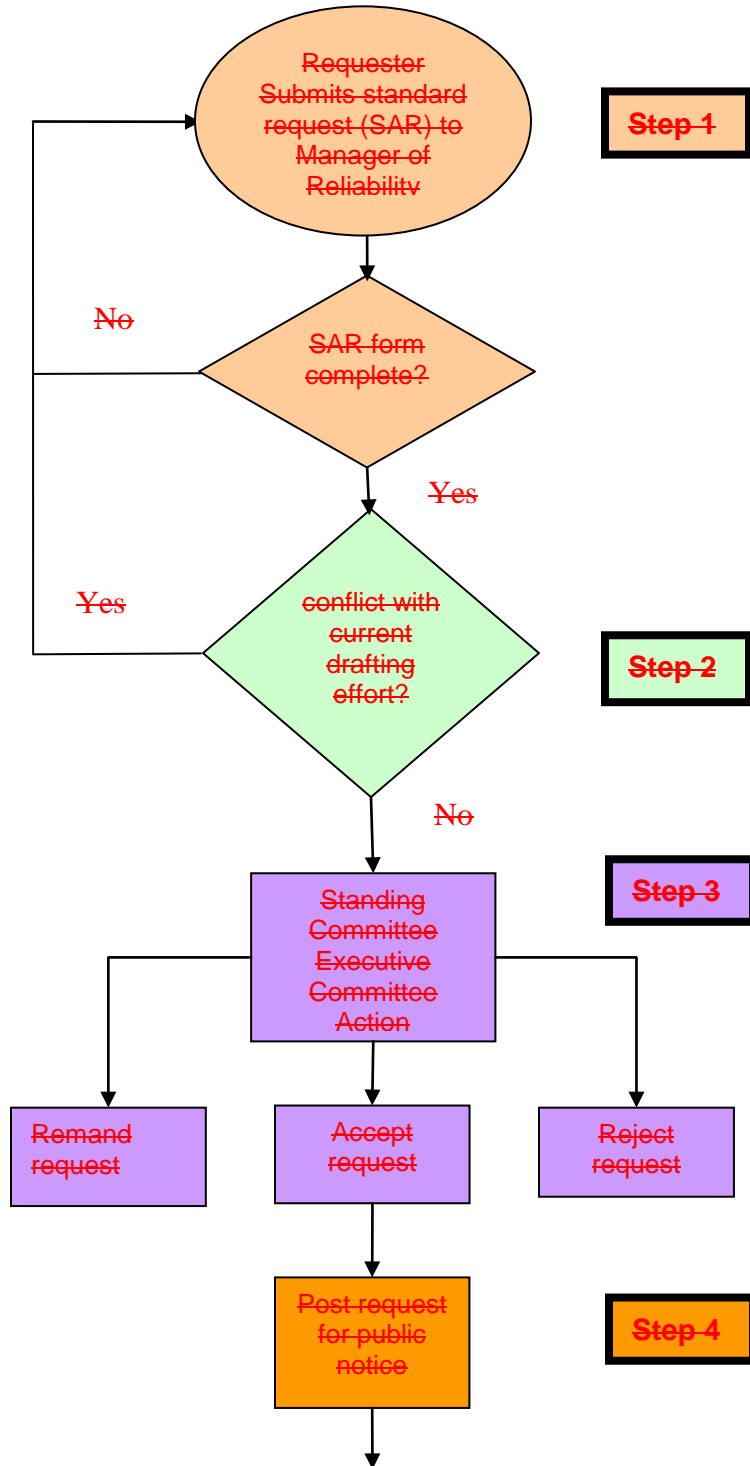 Requester
Submits standard
request (SAR) to
Manager of
Reliability
Step 1
No
SAR form
complete?
Yes
Yes
conflict with
current
drafting
effort?
Step 2
No
Step 3
Standing
Committee
Executive
Committee
Action
Remand
request
Accept
request
Reject
request
Post request
for public
notice
Step 4